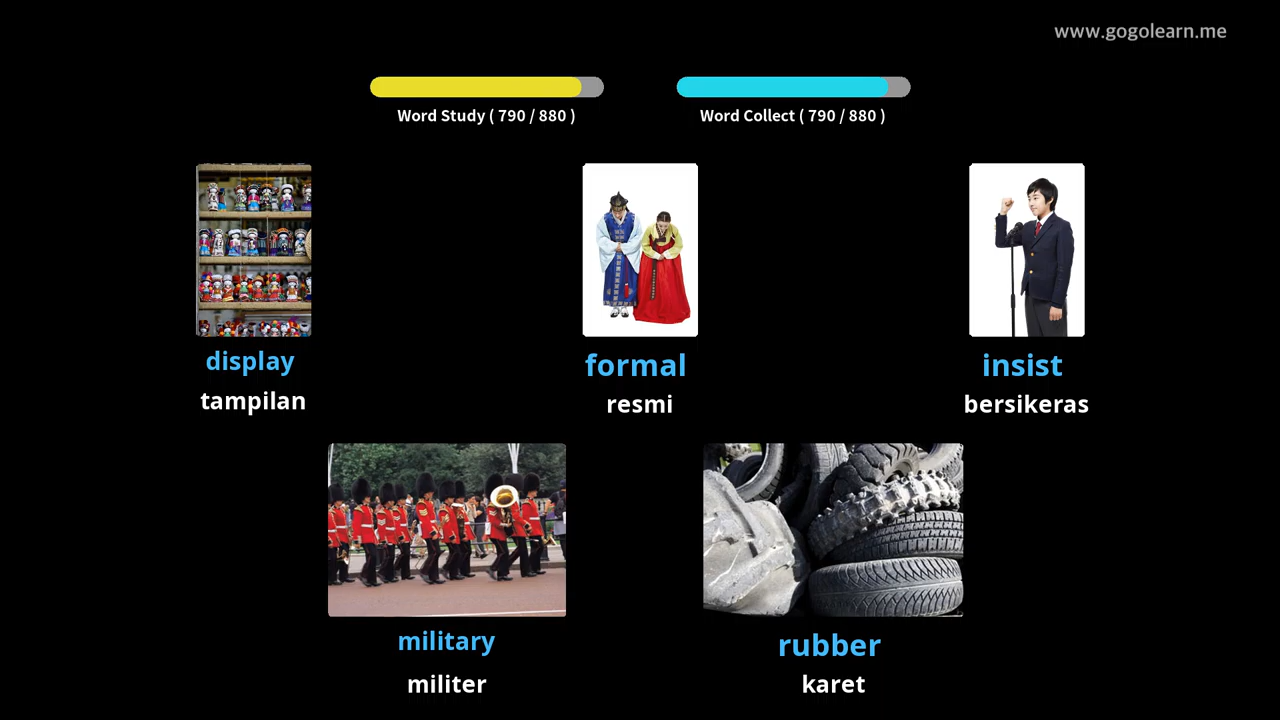 www.gogolearn.me
Word Study ( 790 / 880 )
Word Collect ( 790 / 880 )
display
tampilan
formal
resmi
insist
bersikeras
military
militer
rubber
karet